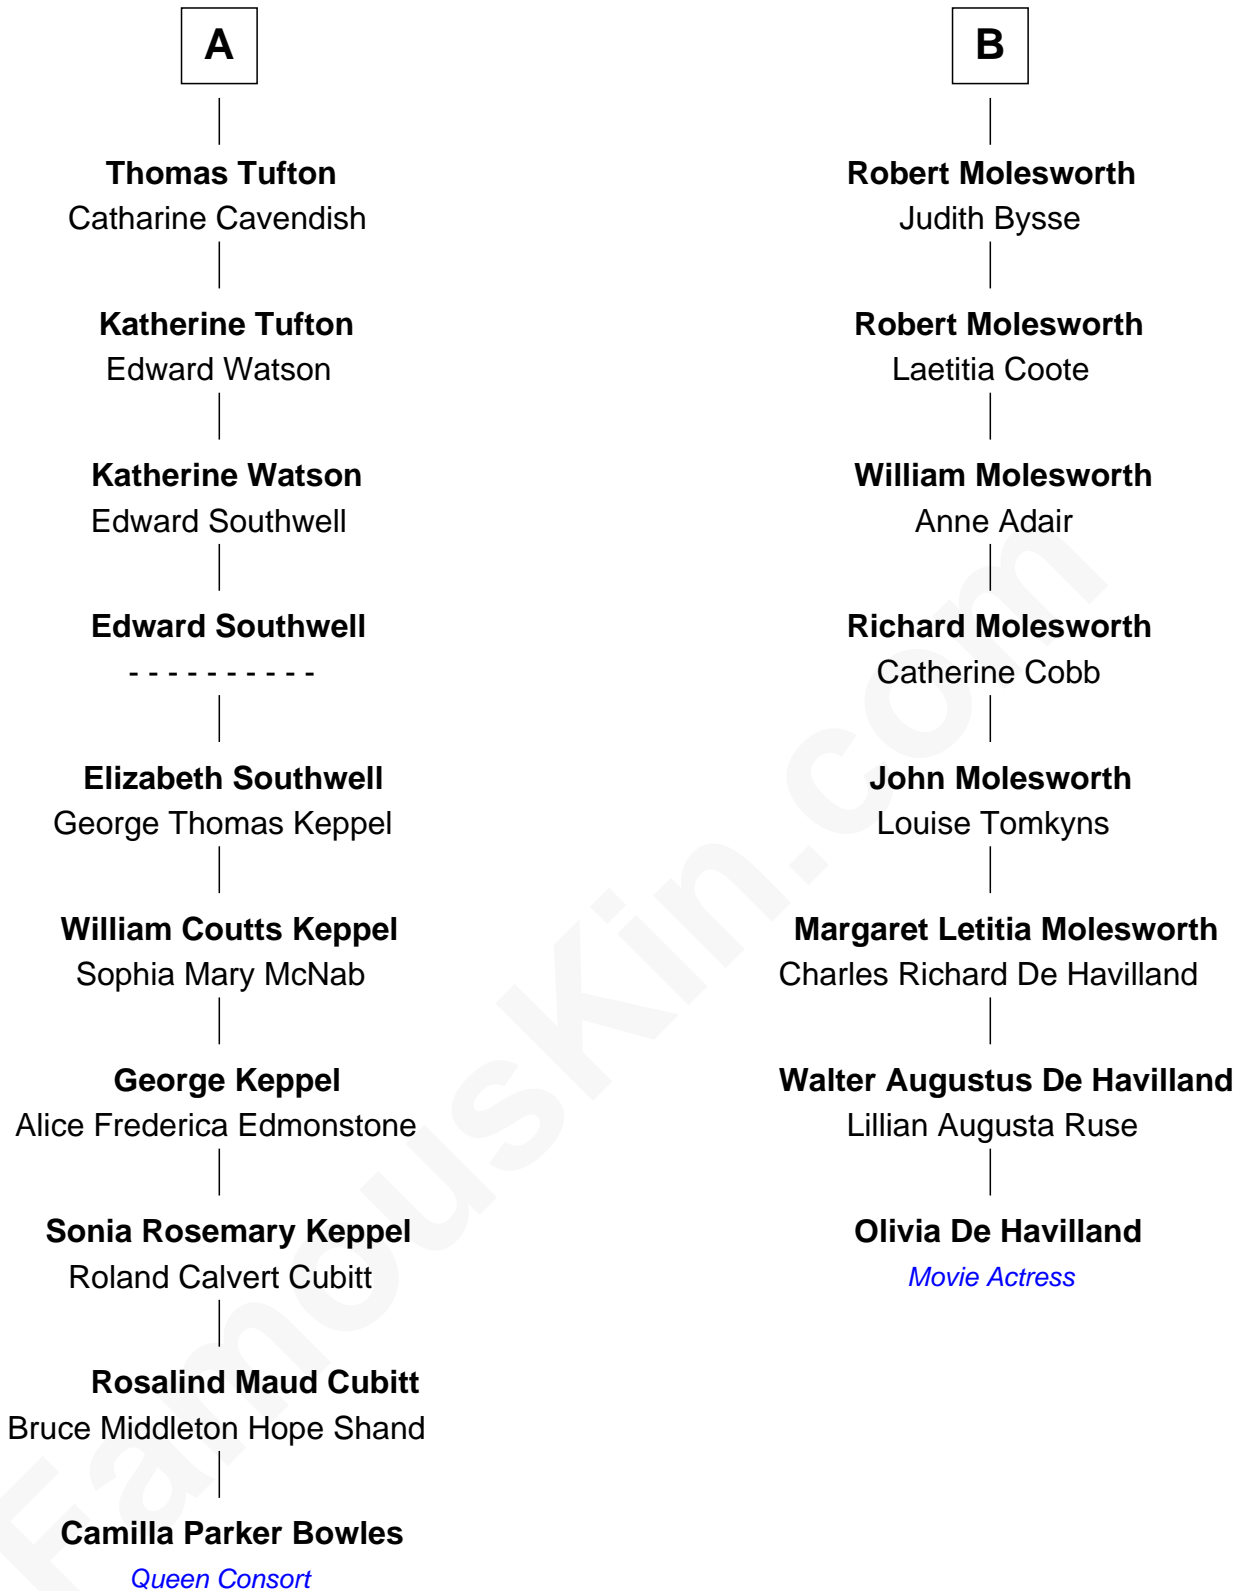 A
Thomas Tufton
Catharine Cavendish
Katherine Tufton
Edward Watson
Katherine Watson
Edward Southwell
Edward Southwell
- - - - - - - - - -
Elizabeth Southwell
George Thomas Keppel
William Coutts Keppel
Sophia Mary McNab
George Keppel
Alice Frederica Edmonstone
Sonia Rosemary Keppel
Roland Calvert Cubitt
Rosalind Maud Cubitt
Bruce Middleton Hope Shand
Camilla Parker Bowles
Queen Consort
B
Robert Molesworth
Judith Bysse
Robert Molesworth
Laetitia Coote
William Molesworth
Anne Adair
Richard Molesworth
Catherine Cobb
John Molesworth
Louise Tomkyns
Margaret Letitia Molesworth
Charles Richard De Havilland
Walter Augustus De Havilland
Lillian Augusta Ruse
Olivia De Havilland
Movie Actress
FamousKin.com